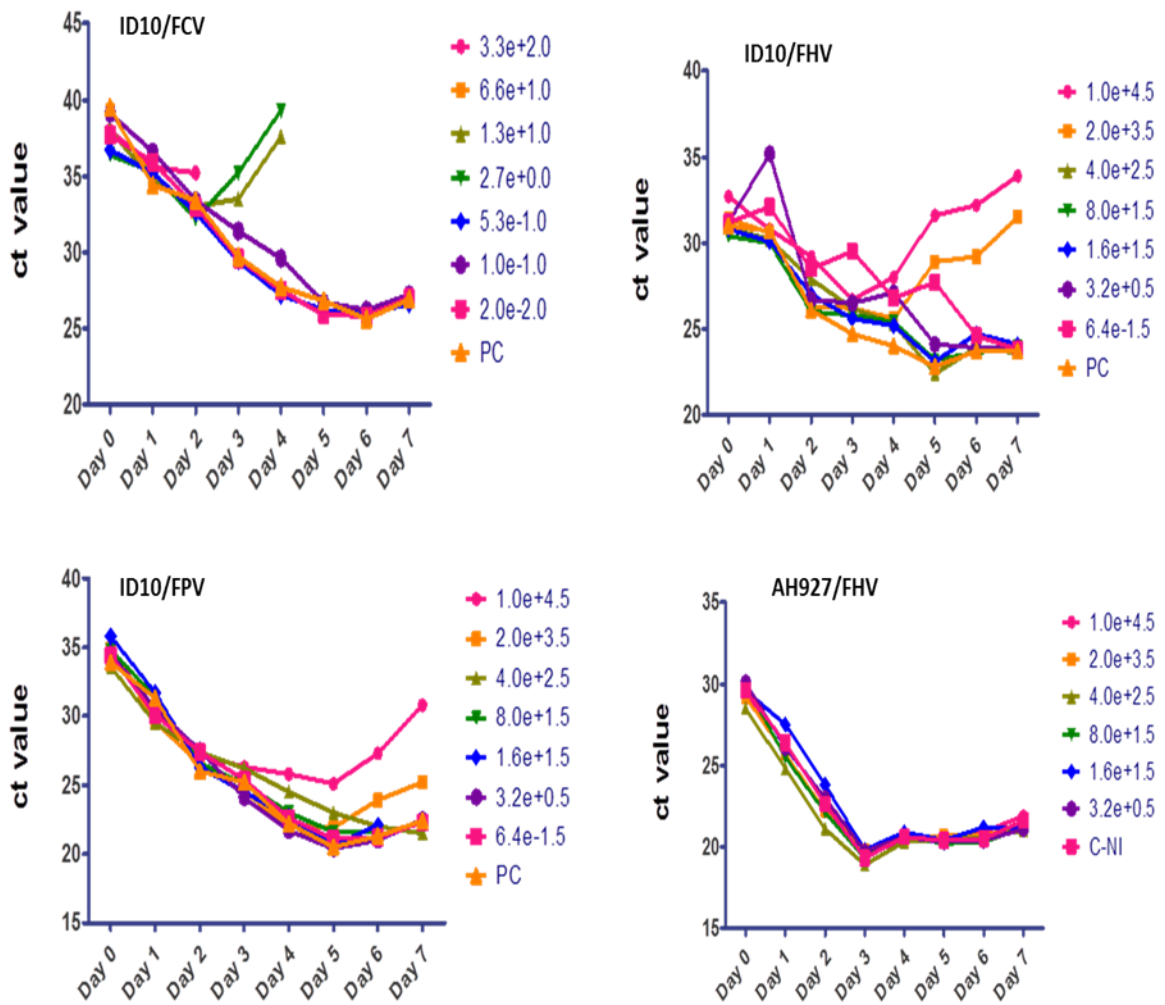 ID10/FCV
ct value
45
40
35
30
25
20
Day 0
Day 1
Day 2
Day 3
Day 4
Day 5
Day 6
Day 7
3.3e+2.0
6.6e+1.0
1.3e+1.0
2.7e+0.0
5.3e-1.0
1.0e-1.0
2.0e-2.0
PC
ID10/FHV
ct value
40
35
30
25
20
Day 0
Day 1
Day 2
Day 3
Day 4
Day 5
Day 6
Day 7
1.0e+4.5
2.0e+3.5
4.0e+2.5
8.0e+1.5
1.6e+1.5
3.2e+0.5
6.4e-1.5
PC
ID10/FPV
ct value
40
35
30
25
20
15
Day 0
Day 1
Day 2
Day 3
Day 4
Day 5
Day 6
Day 7
1.0e+4.5
2.0e+3.5
4.0e+2.5
8.0e+1.5
1.6e+1.5
3.2e+0.5
6.4e-1.5
PC
AH927/FHV
ct value
35
30
25
20
15
Day 0
Day 1
Day 2
Day 3
Day 4
Day 5
Day 6
Day 7
1.0e+4.5
2.0e+3.5
4.0e+2.5
8.0e+1.5
1.6e+1.5
3.2e+0.5
C-NI